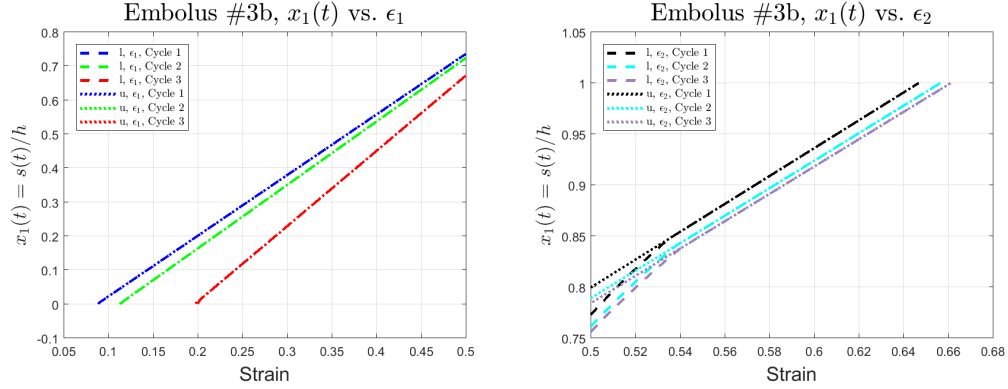 Embolus #3b, x₁(t) vs. ϵ₁
0.8
0.7
0.6
0.5
0.4
0.3
0.2
0.1
0
-0.1
x₁(t) = s(t)/h
l, ϵ₁, Cycle 1
l, ϵ₁, Cycle 2
l, ϵ₁, Cycle 3
u, ϵ₁, Cycle 1
u, ϵ₁, Cycle 2
u, ϵ₁, Cycle 3
0.05 0.1 0.15 0.2 0.25 0.3 0.35 0.4 0.45 0.5
Strain
Embolus #3b, x₁(t) vs. ϵ₂
1.05
1
0.95
0.9
0.85
0.8
0.75
x₁(t) = s(t)/h
l, ϵ₂, Cycle 1
l, ϵ₂, Cycle 2
l, ϵ₂, Cycle 3
u, ϵ₂, Cycle 1
u, ϵ₂, Cycle 2
u, ϵ₂, Cycle 3
0.5 0.52 0.54 0.56 0.58 0.6 0.62 0.64 0.66 0.68
Strain